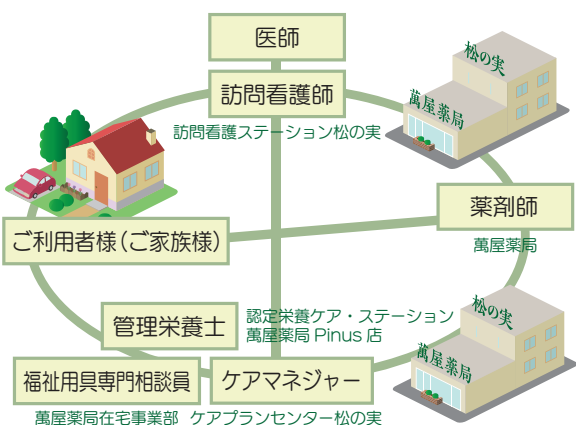 医師
訪問看護師
訪問看護ステーション松の実
松の実
萬屋薬局
ご利用者様(ご家族様)
薬剤師
萬屋薬局
管理栄養士
認定栄養ケア・ステーション
萬屋薬局 Pinus 店
松の実
萬屋薬局
福祉用具専門相談員
ケアマネジャー
萬屋薬局在宅事業部
ケアプランセンター松の実